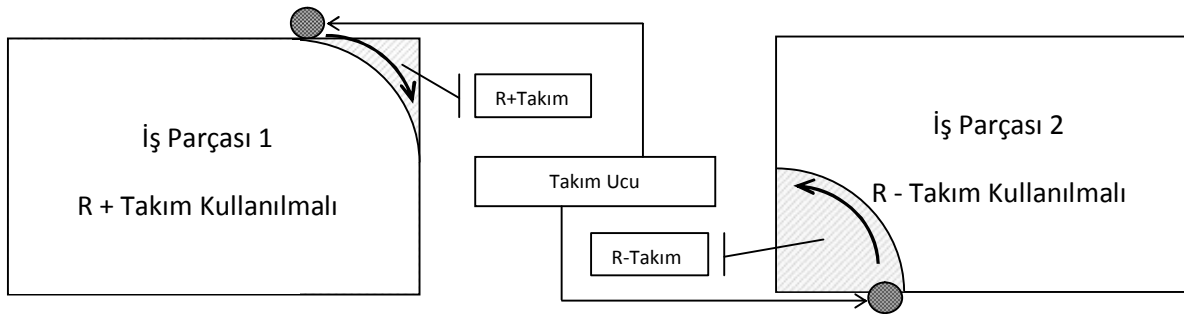 R+Takım
İş Parçası 1
İş Parçası 2
Takım Ucu
R + Takım Kullanılmalı
R - Takım Kullanılmalı
R-Takım